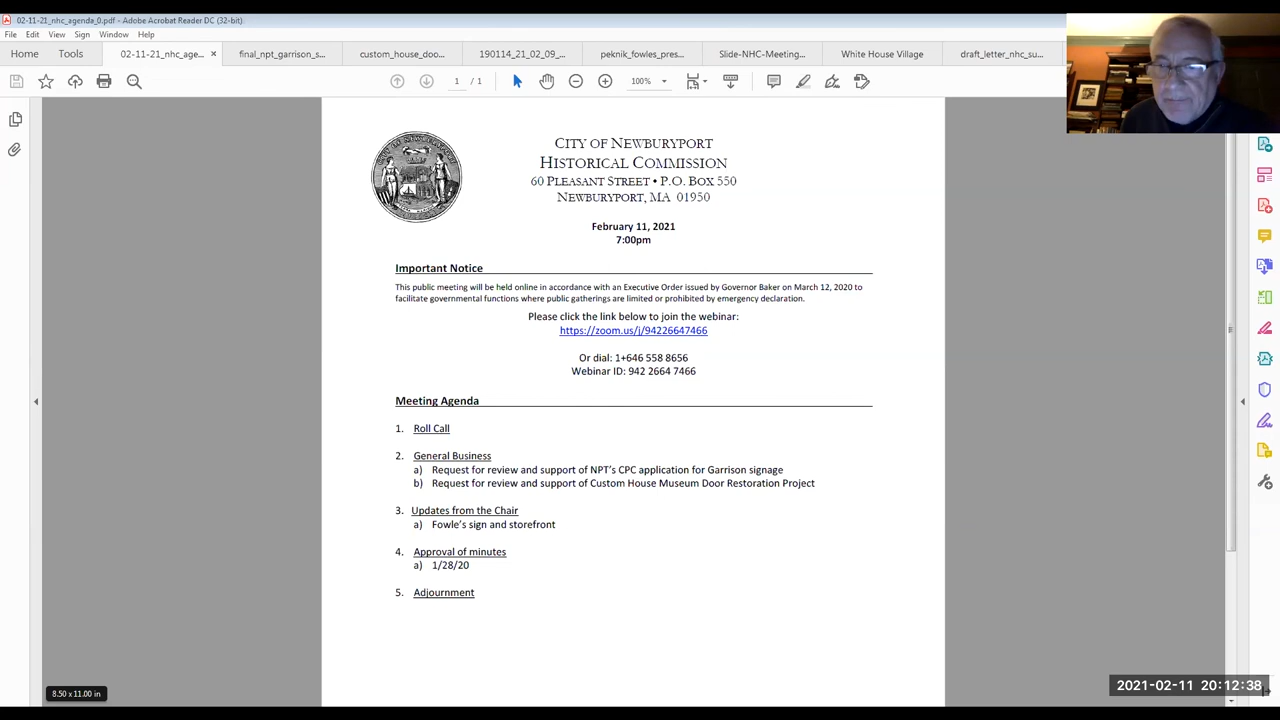 02-11-21_nhc_agenda_0.pdf - Adobe Acrobat Reader DC (32-bit)
File Edit View Sign Window Help
Home Tools 02-11-21_nhc_age... × final_npt_garrison_s... custom_house_doo... 190114_21_02_09_... peknik_fowles_pres... Slide-NHC-Meeting... White House Village draft_letter_nhc_su...
1 / 1 100%
CITY OF NEWBURYPORT
HISTORICAL COMMISSION
60 PLEASANT STREET • P.O. BOX 550
NEWBURYPORT, MA 01950
February 11, 2021
7:00pm
Important Notice
This public meeting will be held online in accordance with an Executive Order issued by Governor Baker on March 12, 2020 to
facilitate governmental functions where public gatherings are limited or prohibited by emergency declaration.
Please click the link below to join the webinar:
https://zoom.us/j/94226647466
Or dial: 1+646 558 8656
Webinar ID: 942 2664 7466
Meeting Agenda
1. Roll Call
2. General Business
a) Request for review and support of NPT's CPC application for Garrison signage
b) Request for review and support of Custom House Museum Door Restoration Project
3. Updates from the Chair
a) Fowle's sign and storefront
4. Approval of minutes
a) 1/28/20
5. Adjournment
8.50 x 11.00 in
2021-02-11 20:12:38